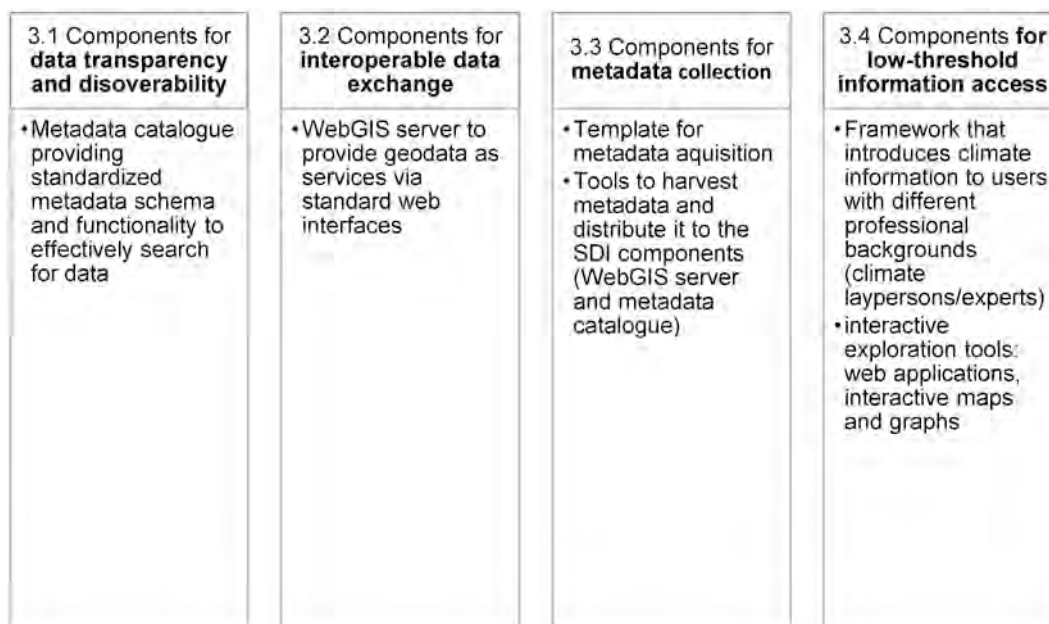 3.1 Components for
data transparency
and disoverability
•Metadata catalogue
providing
standardized
metadata schema
and functionality to
effectively search
for data
3.2 Components for
interoperable data
exchange
•WebGIS server to
provide geodata as
services via
standard web
interfaces
3.3 Components for
metadata collection
•Template for
metadata aquisition
•Tools to harvest
metadata and
distribute it to the
SDI components
(WebGIS server
and metadata
catalogue)
3.4 Components for
low-threshold
information access
•Framework that
introduces climate
information to users
with different
professional
backgrounds
(climate
laypersons/experts)
•interactive
exploration tools:
web applications,
interactive maps
and graphs